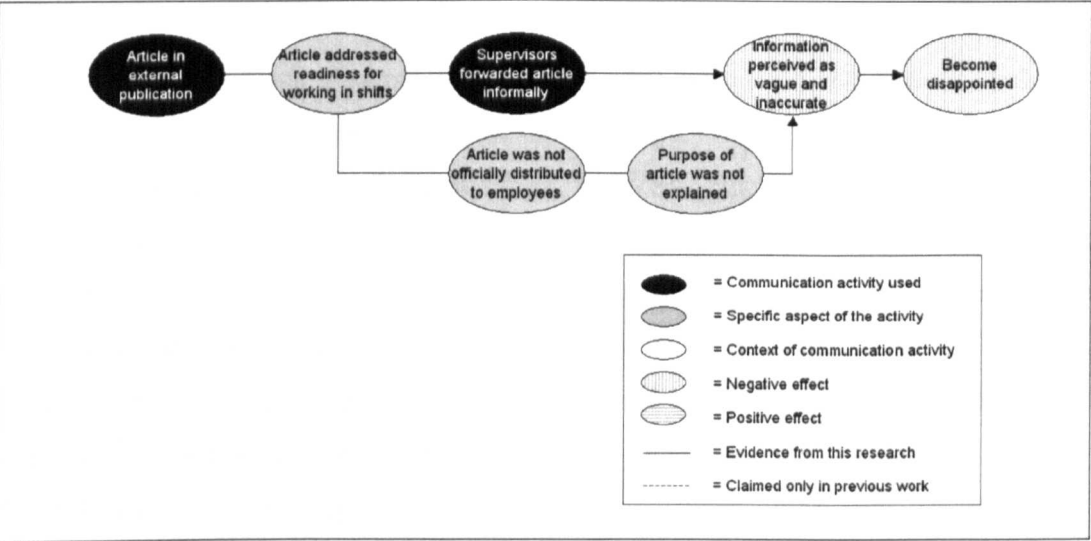 Article in
external
publication
Article addressed
readiness for
working in shifts
Supervisors
forwarded article
informally
Information
perceived as
vague and
inaccurate
Become
disappointed
Article was not
officially distributed
to employees
Purpose of
article was not
explained
= Communication activity used
= Specific aspect of the activity
= Context of communication activity
= Negative effect
= Positive effect
= Evidence from this research
= Claimed only in previous work